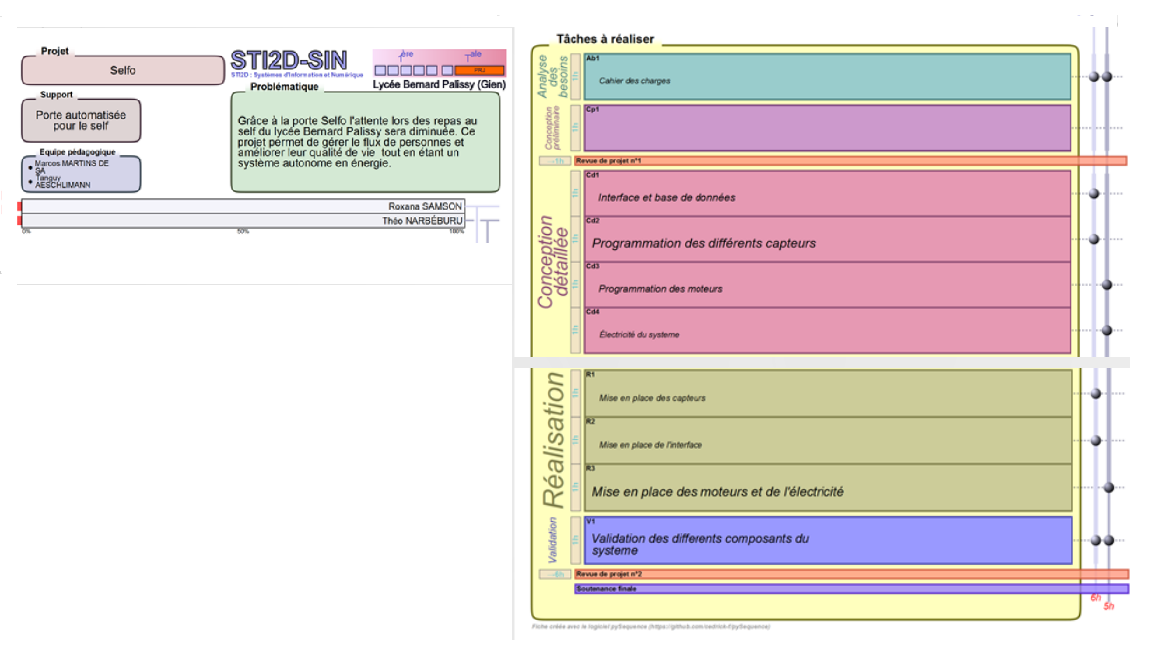 Projet
Selfo
Support
Porte automatisée
pour le self
Equipe pédagogique
Marcos MARTINS DE
SA
Tanguy
AESCHLIMANN
STI2D-SIN
STI2D : Systèmes d'Information et Numérique
1ère
Tale
PRJ
Lycée Bernard Palissy (Gien)
Problématique
Grâce à la porte Selfo l'attente lors des repas au
self du lycée Bernard Palissy sera diminuée. Ce
projet permet de gérer le flux de personnes et
améliorer leur qualité de vie tout en étant un
système autonome en énergie.
Roxana SAMSON
Théo NARBÉBURU
0%
50%
100%
Tâches à réaliser
Analyse
des
besoins
1h
Ab1
Cahier des charges
Conception
préliminaire
1h
Cp1
Revue de projet n°1
Conception
détaillée
1h
Cd1
Interface et base de données
1h
Cd2
Programmation des différents capteurs
1h
Cd3
Programmation des moteurs
1h
Cd4
Électricité du systeme
Réalisation
1h
R1
Mise en place des capteurs
1h
R2
Mise en place de l'interface
1h
R3
Mise en place des moteurs et de l'électricité
Validation
1h
V1
Validation des differents composants du
systeme
Revue de projet n°2
Soutenance finale
6h
5h
Fiche créée avec le logiciel pySequence (https://github.com/cedrick-f/pySequence)